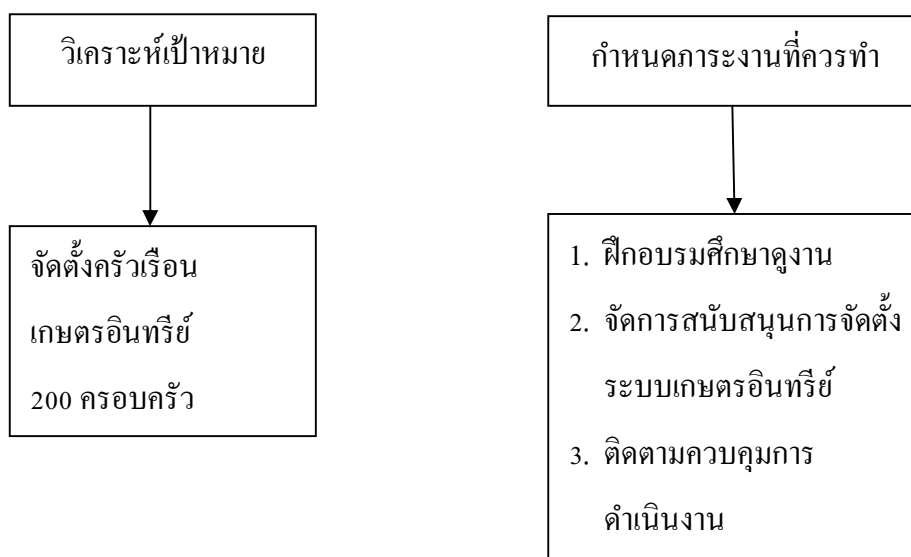 วิเคราะห์เป้าหมาย
จัดตั้งครัวเรือน
เกษตรอินทรีย์
200 ครอบครัว
กำหนดภาระงานที่ควรทำ
1. ฝึกอบรมศึกษาดูงาน
2. จัดการสนับสนุนการจัดตั้ง
ระบบเกษตรอินทรีย์
3. ติดตามควบคุมการ
ดำเนินงาน